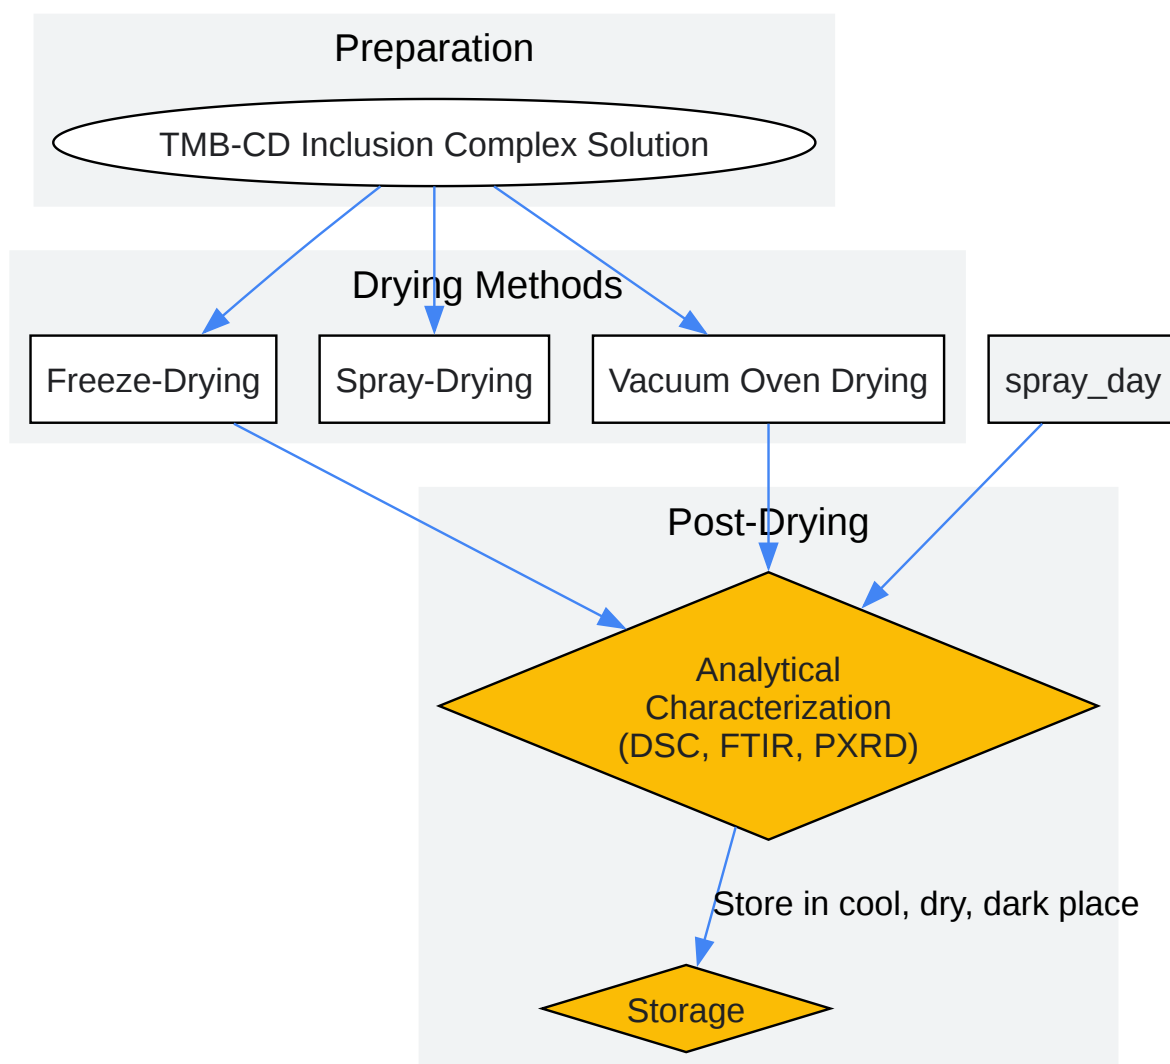 Preparation
TMB-CD Inclusion Complex Solution
Drying Methods
Freeze-Drying
Spray-Drying
Vacuum Oven Drying
spray_day
Post-Drying
Analytical
Characterization
(DSC, FTIR, PXRD)
Store in cool, dry, dark place
Storage